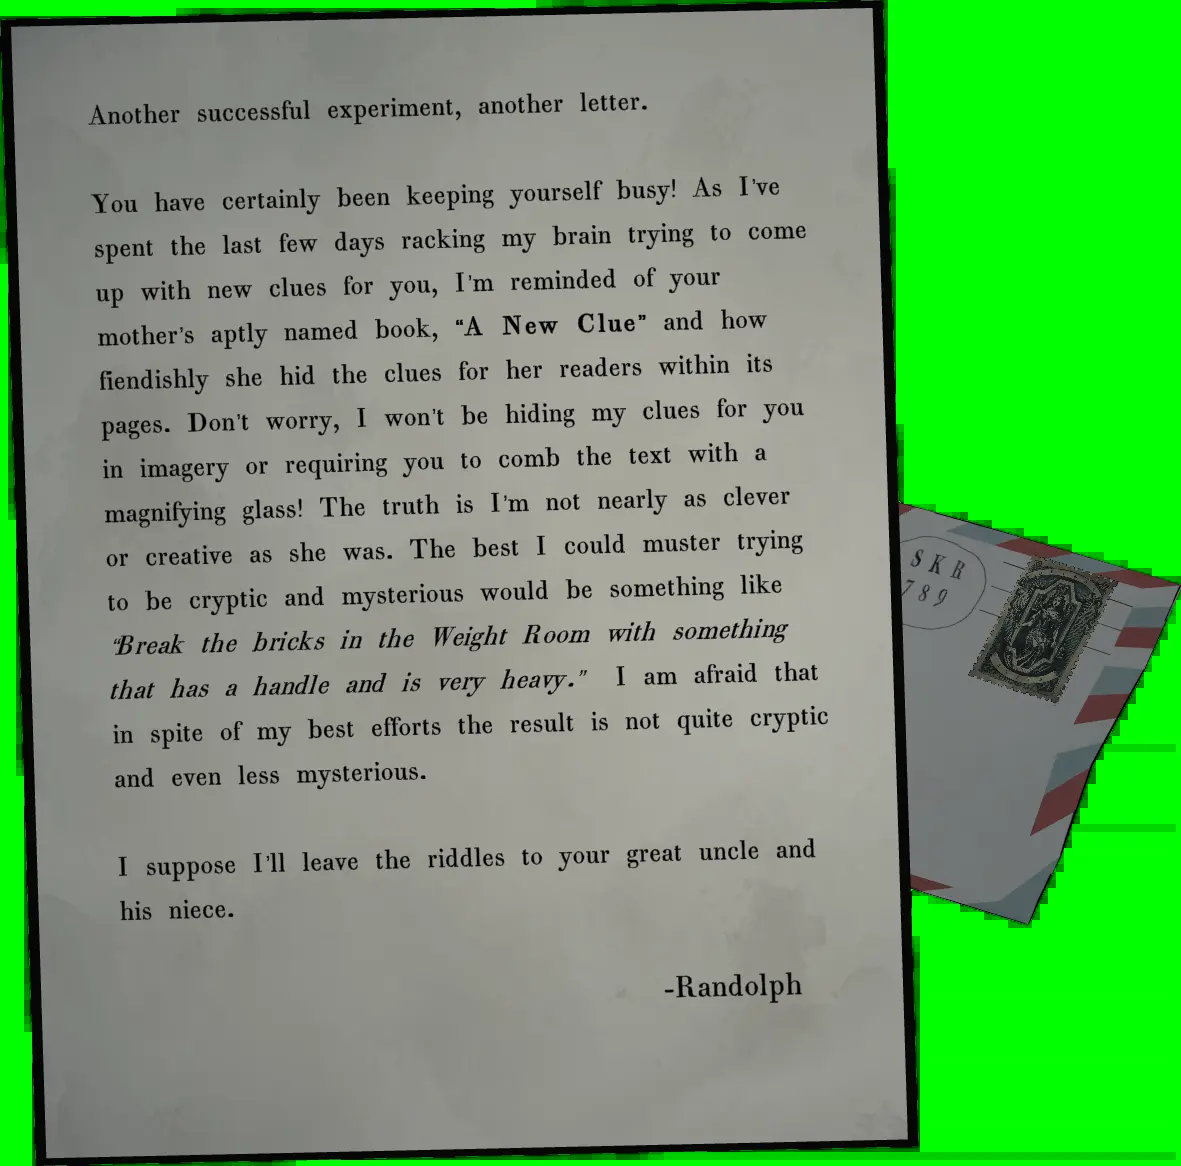 Another successful experiment, another letter.
You have certainly been keeping yourself busy! As I've
spent the last few days racking my brain trying to come
up with new clues for you, I'm reminded of your
mother's aptly named book, "A New Clue" and how
fiendishly she hid the clues for her readers within its
pages. Don't worry, I won't be hiding my clues for you
in imagery or requiring you to comb the text with a
magnifying glass! The truth is I'm not nearly as clever
or creative as she was. The best I could muster trying
to be cryptic and mysterious would be something like
"Break the bricks in the Weight Room with something
that has a handle and is very heavy." I am afraid that
in spite of my best efforts the result is not quite cryptic
and even less mysterious.
I suppose I'll leave the riddles to your great uncle and
his niece.
-Randolph
SKR
789